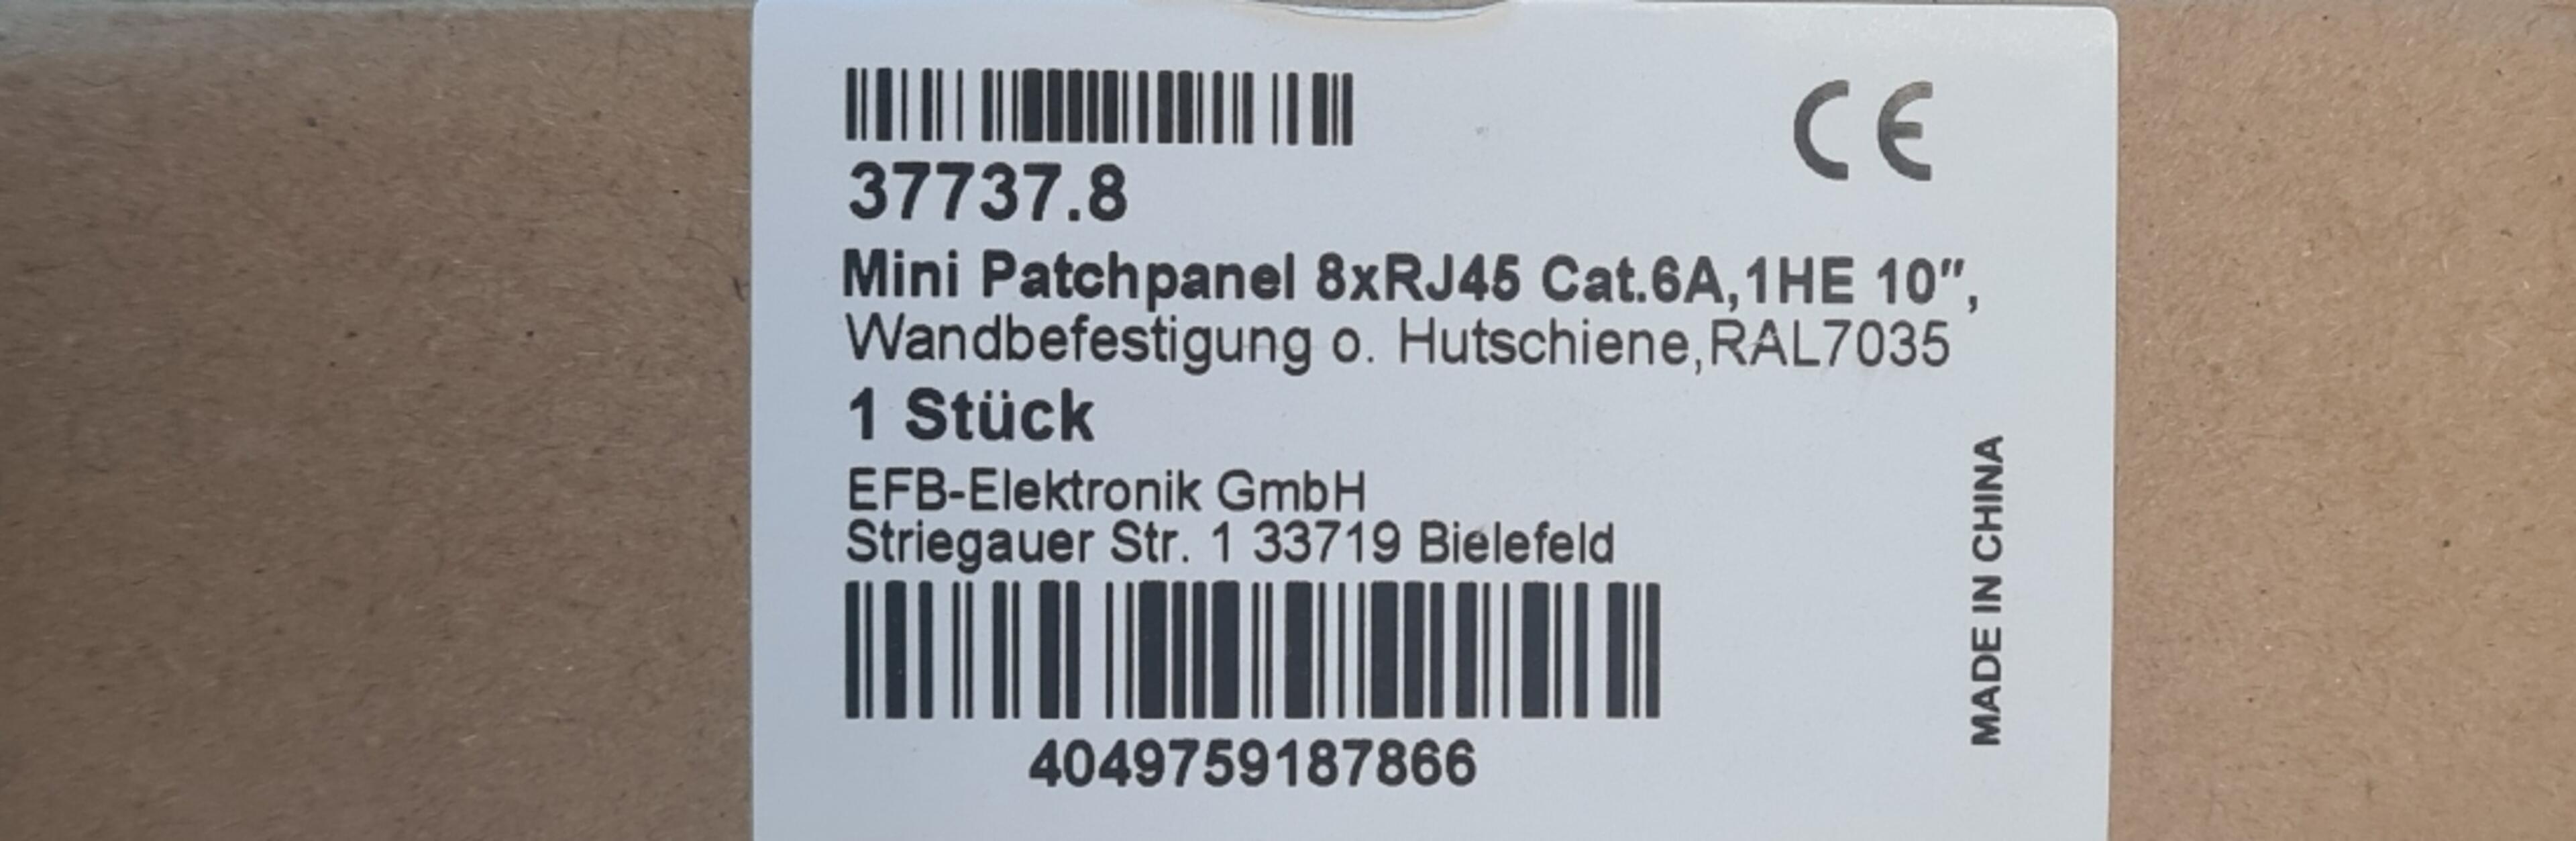 CE
37737.8
Mini Patchpanel 8xRJ45 Cat.6A,1HE 10″,
Wandbefestigung o. Hutschiene,RAL7035
1 Stück
EFB-Elektronik GmbH
Striegauer Str. 1 33719 Bielefeld
4049759187866
MADE IN CHINA